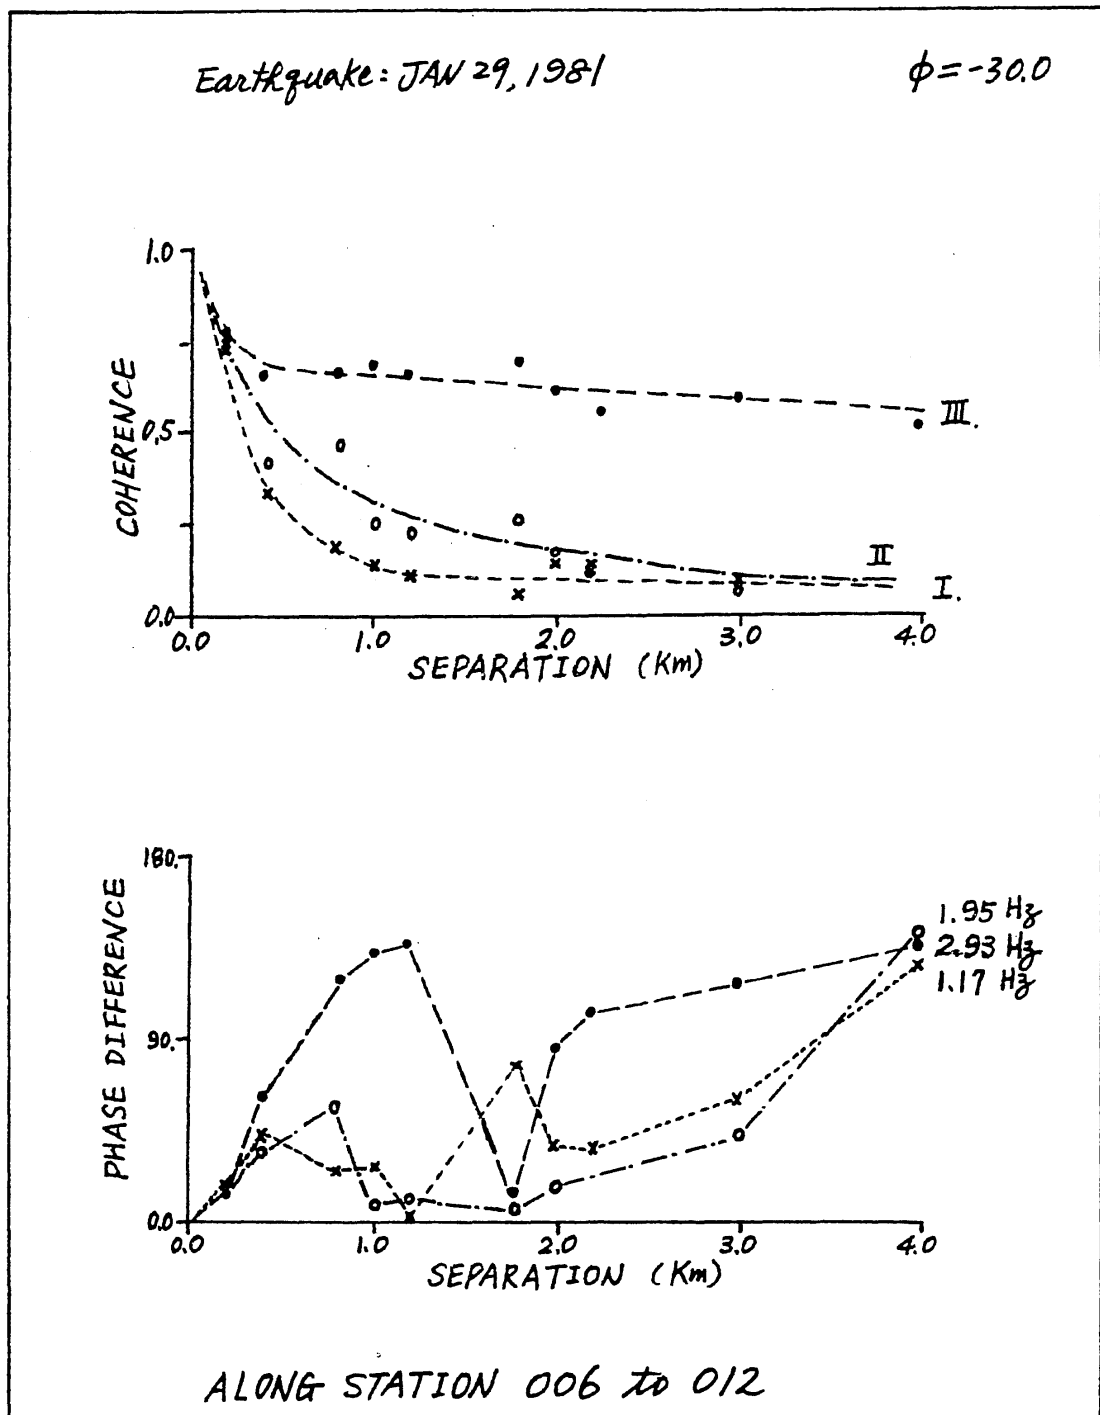 Earthquake: JAN 29, 1981
φ=-30.0
1.0
0.5
0.0
COHERENCE
III.
II
I.
0.0 1.0 2.0 3.0 4.0
SEPARATION (Km)
180.
90.
0.0
PHASE DIFFERENCE
1.95 Hz
2.93 Hz
1.17 Hz
0.0 1.0 2.0 3.0 4.0
SEPARATION (Km)
ALONG STATION 006 to 012